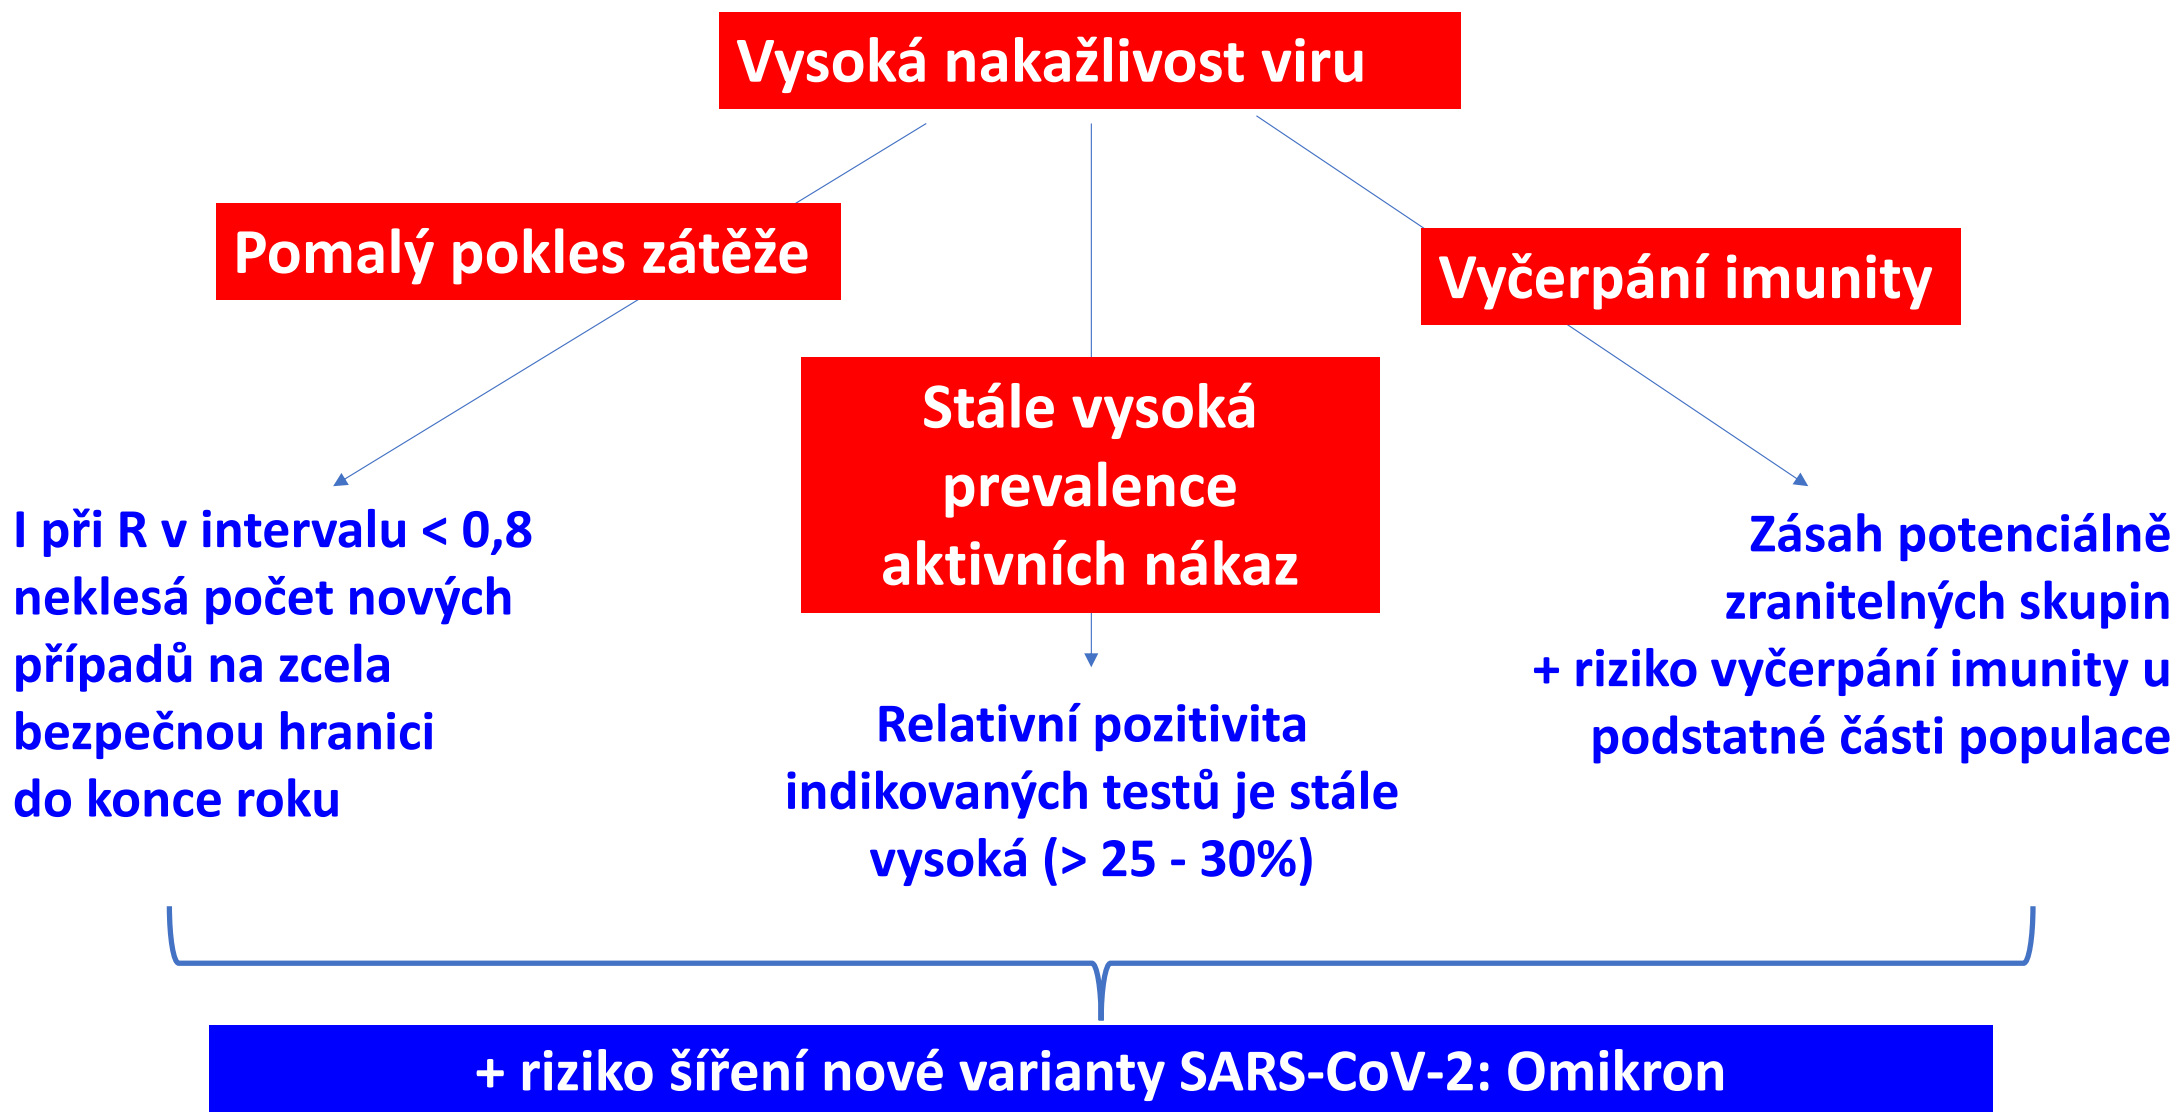 Vysoká nakažlivost viru
Pomalý pokles zátěže
Vyčerpání imunity
Stále vysoká
prevalence
aktivních nákaz
I při R v intervalu < 0,8
neklesá počet nových
případů na zcela
bezpečnou hranici
do konce roku
Relativní pozitivita
indikovaných testů je stále
vysoká (> 25 - 30%)
Zásah potenciálně
zranitelných skupin
+ riziko vyčerpání imunity u
podstatné části populace
+ riziko šíření nové varianty SARS-CoV-2: Omikron